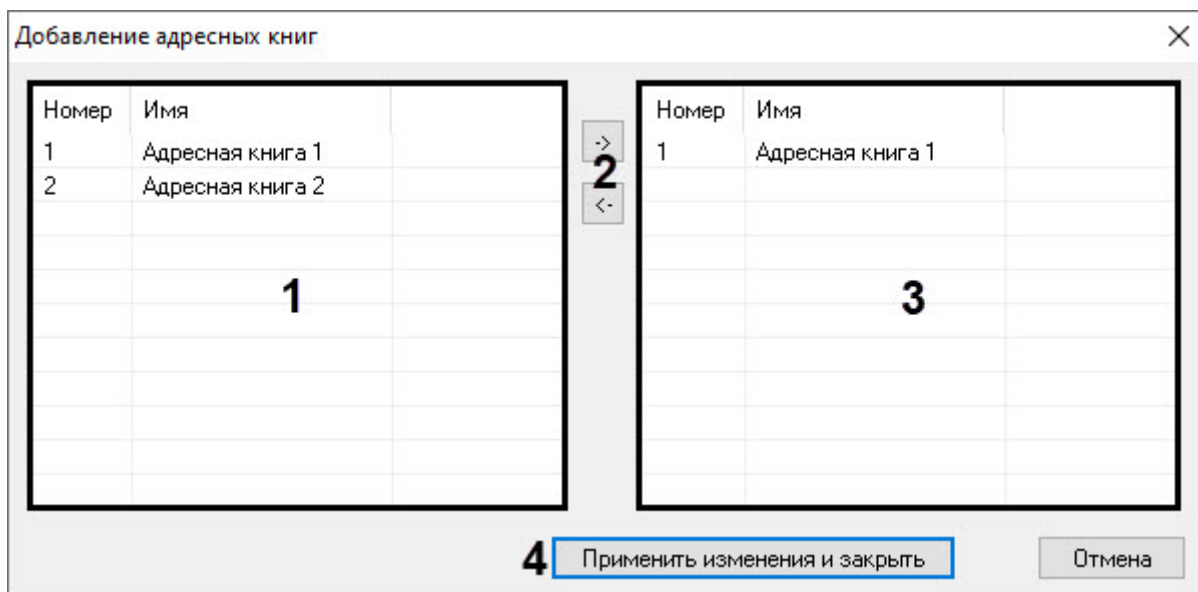 Добавление адресных книг
Номер Имя
1 Адресная книга 1
2 Адресная книга 2
1
->
2
<-
Номер Имя
1 Адресная книга 1
3
4 Применить изменения и закрыть
Отмена